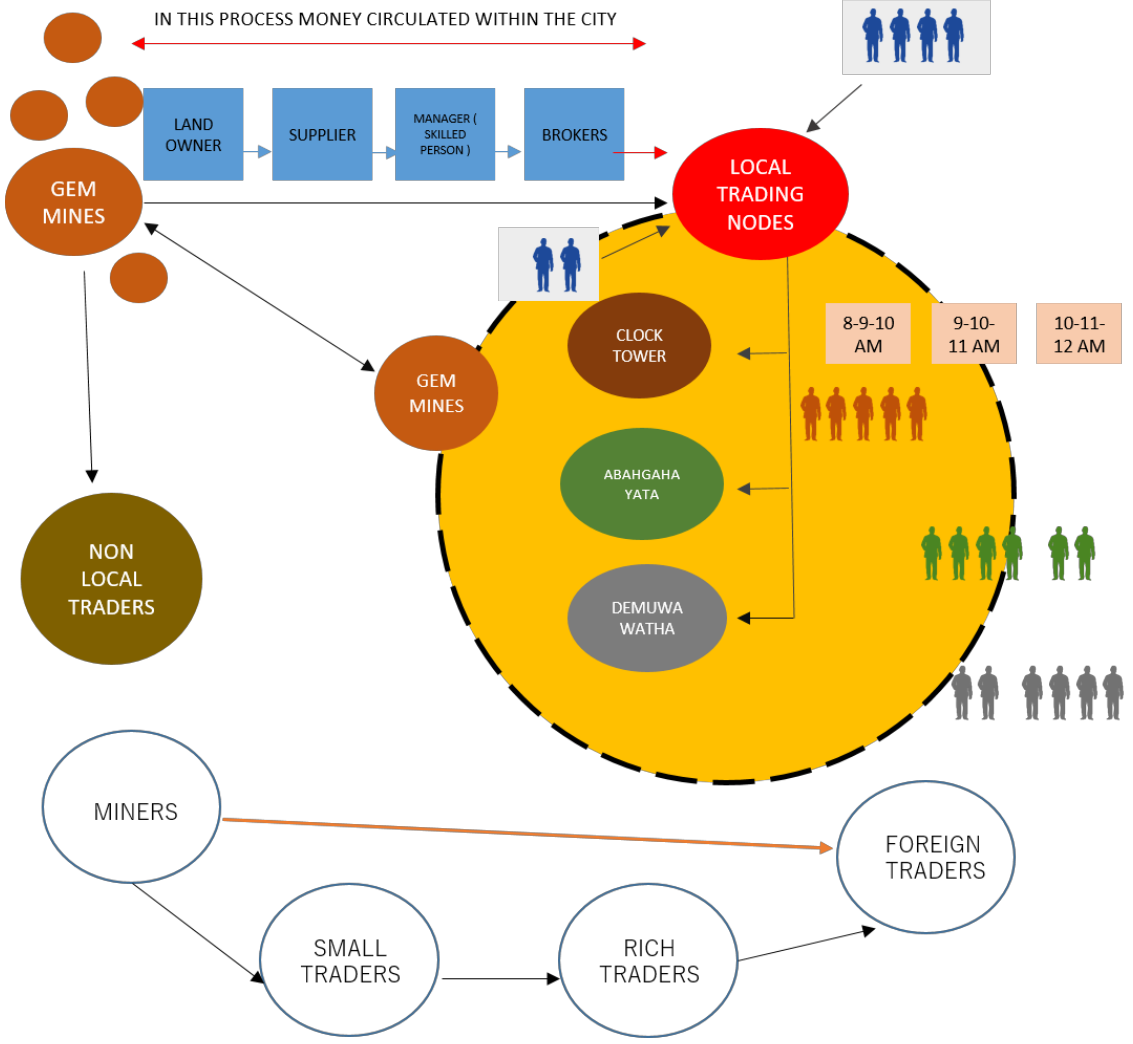 IN THIS PROCESS MONEY CIRCULATED WITHIN THE CITY
LAND
OWNER
SUPPLIER
MANAGER (
SKILLED
PERSON )
BROKERS
GEM
MINES
LOCAL
TRADING
NODES
CLOCK
TOWER
8-9-10
AM
9-10-
11 AM
10-11-
12 AM
GEM
MINES
ABAHGAHA
YATA
NON
LOCAL
TRADERS
DEMUWA
WATHA
MINERS
FOREIGN
TRADERS
SMALL
TRADERS
RICH
TRADERS